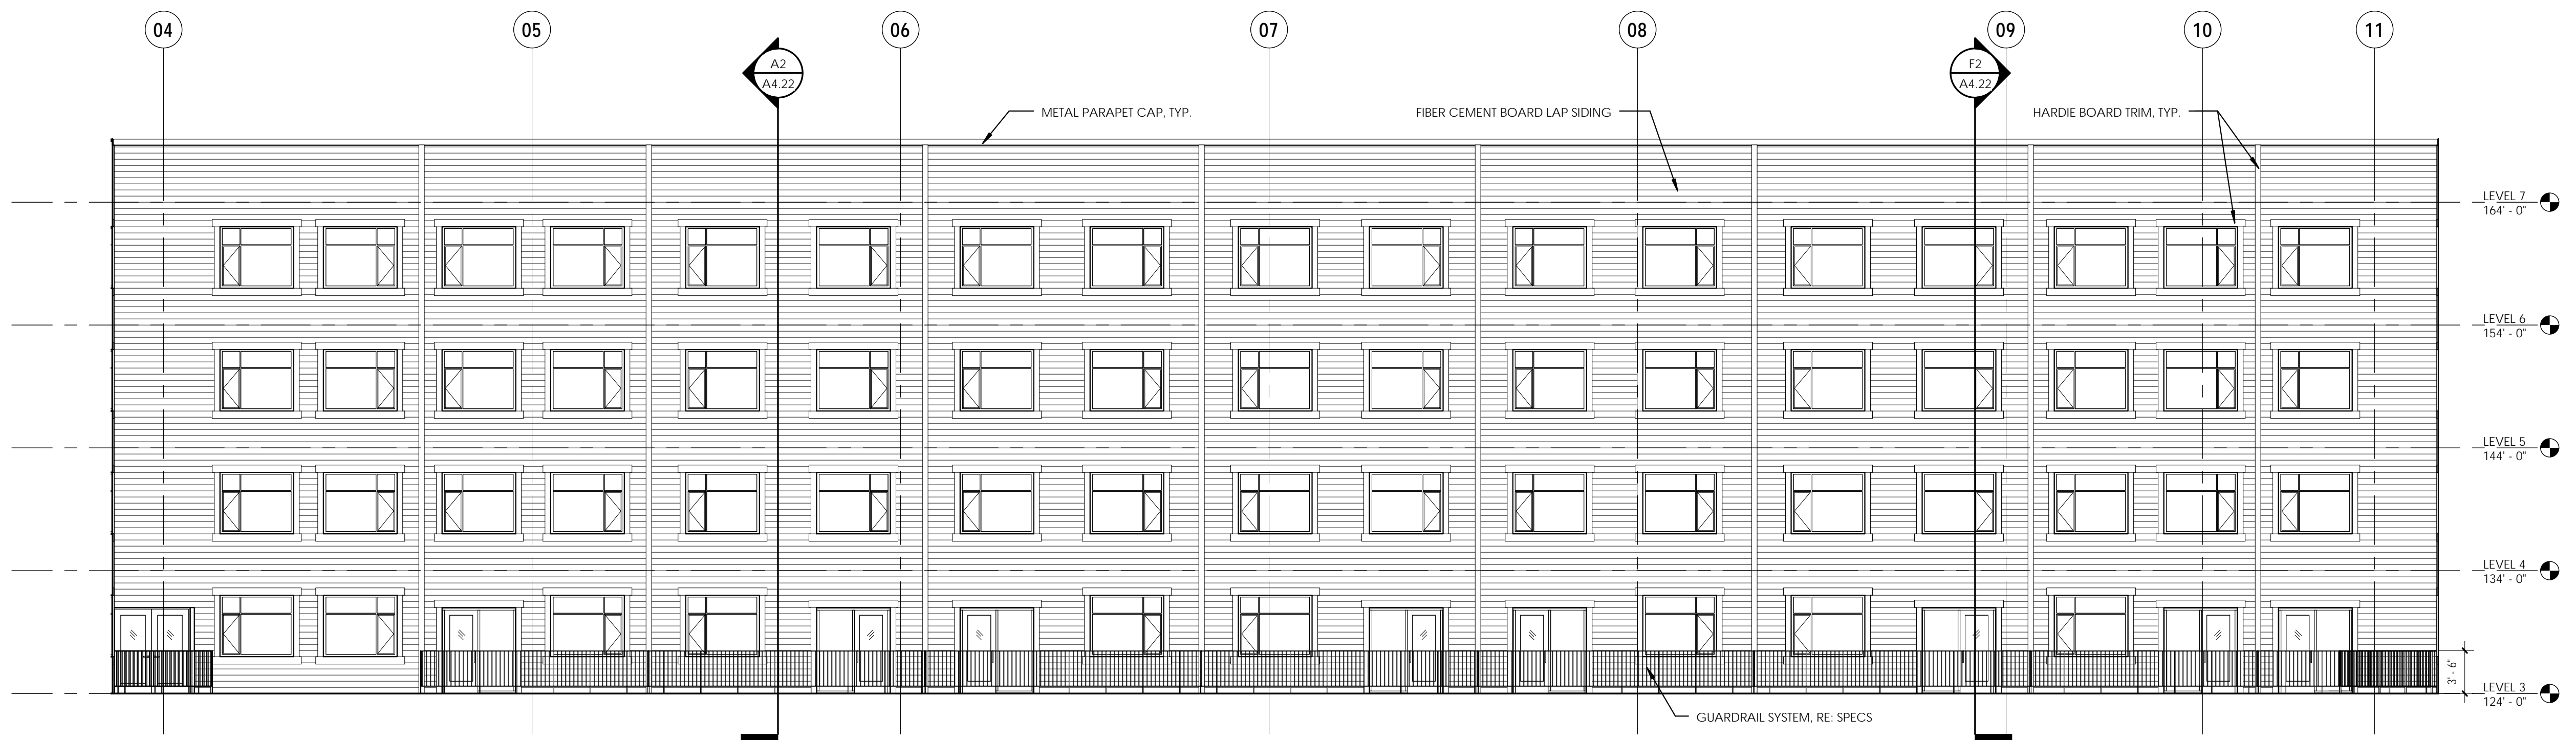 04 05 06 07 08 09 10 11
A2
A4.22
F2
A4.22
METAL PARAPET CAP, TYP.
FIBER CEMENT BOARD LAP SIDING
HARDIE BOARD TRIM, TYP.
LEVEL 7
164' - 0"
LEVEL 6
154' - 0"
LEVEL 5
144' - 0"
LEVEL 4
134' - 0"
3' - 6"
LEVEL 3
124' - 0"
GUARDRAIL SYSTEM, RE: SPECS